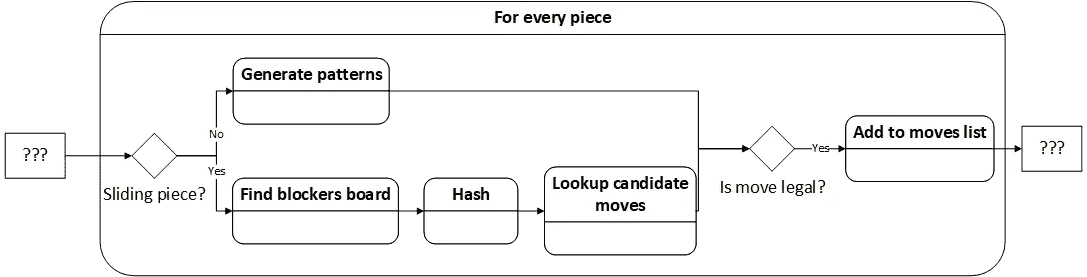 For every piece
Generate patterns
No
???
Sliding piece?
Yes
Find blockers board
Hash
Lookup candidate
moves
Is move legal?
Yes
Add to moves list
???